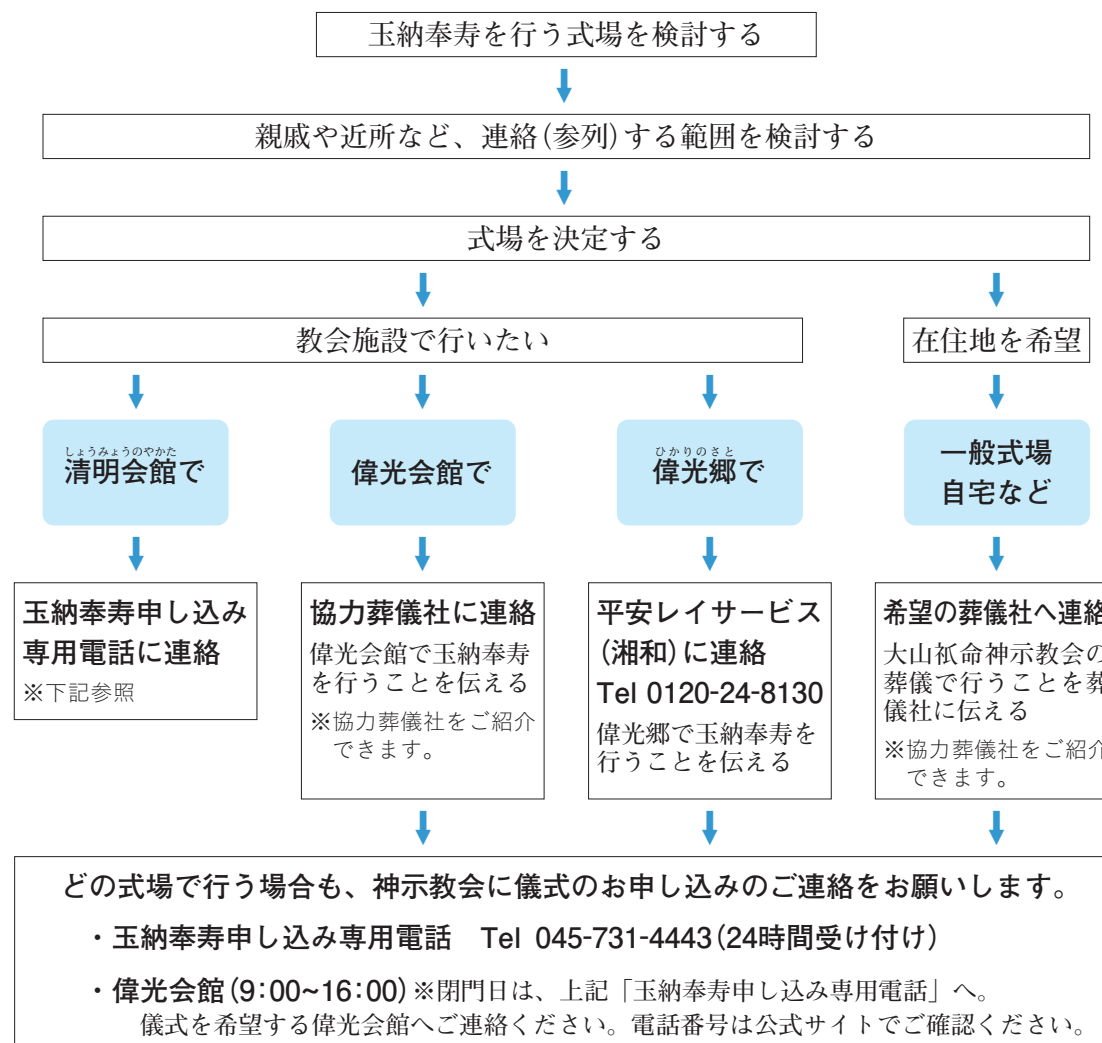 玉納奉寿を行う式場を検討する
親戚や近所など、連絡(参列)する範囲を検討する
式場を決定する
教会施設で行いたい
在住地を希望
しょうみょうのやかた
清明会館で
偉光会館で
ひかりのさと
偉光郷で
一般式場
自宅など
玉納奉寿申し込み
専用電話に連絡
※下記参照
協力葬儀社に連絡
偉光会館で玉納奉寿
を行うことを伝える
※協力葬儀社をご紹介
できます。
平安レイサービス
(湘和)に連絡
Tel 0120-24-8130
偉光郷で玉納奉寿を
行うことを伝える
希望の葬儀社へ連絡
大山祇命神示教会の
葬儀で行うことを葬
儀社に伝える
※協力葬儀社をご紹介
できます。
どの式場で行う場合も、神示教会に儀式のお申し込みのご連絡をお願いします。
・玉納奉寿申し込み専用電話 Tel 045-731-4443(24時間受け付け)
・偉光会館(9:00~16:00)※閉門日は、上記「玉納奉寿申し込み専用電話」へ。
儀式を希望する偉光会館へご連絡ください。電話番号は公式サイトでご確認ください。